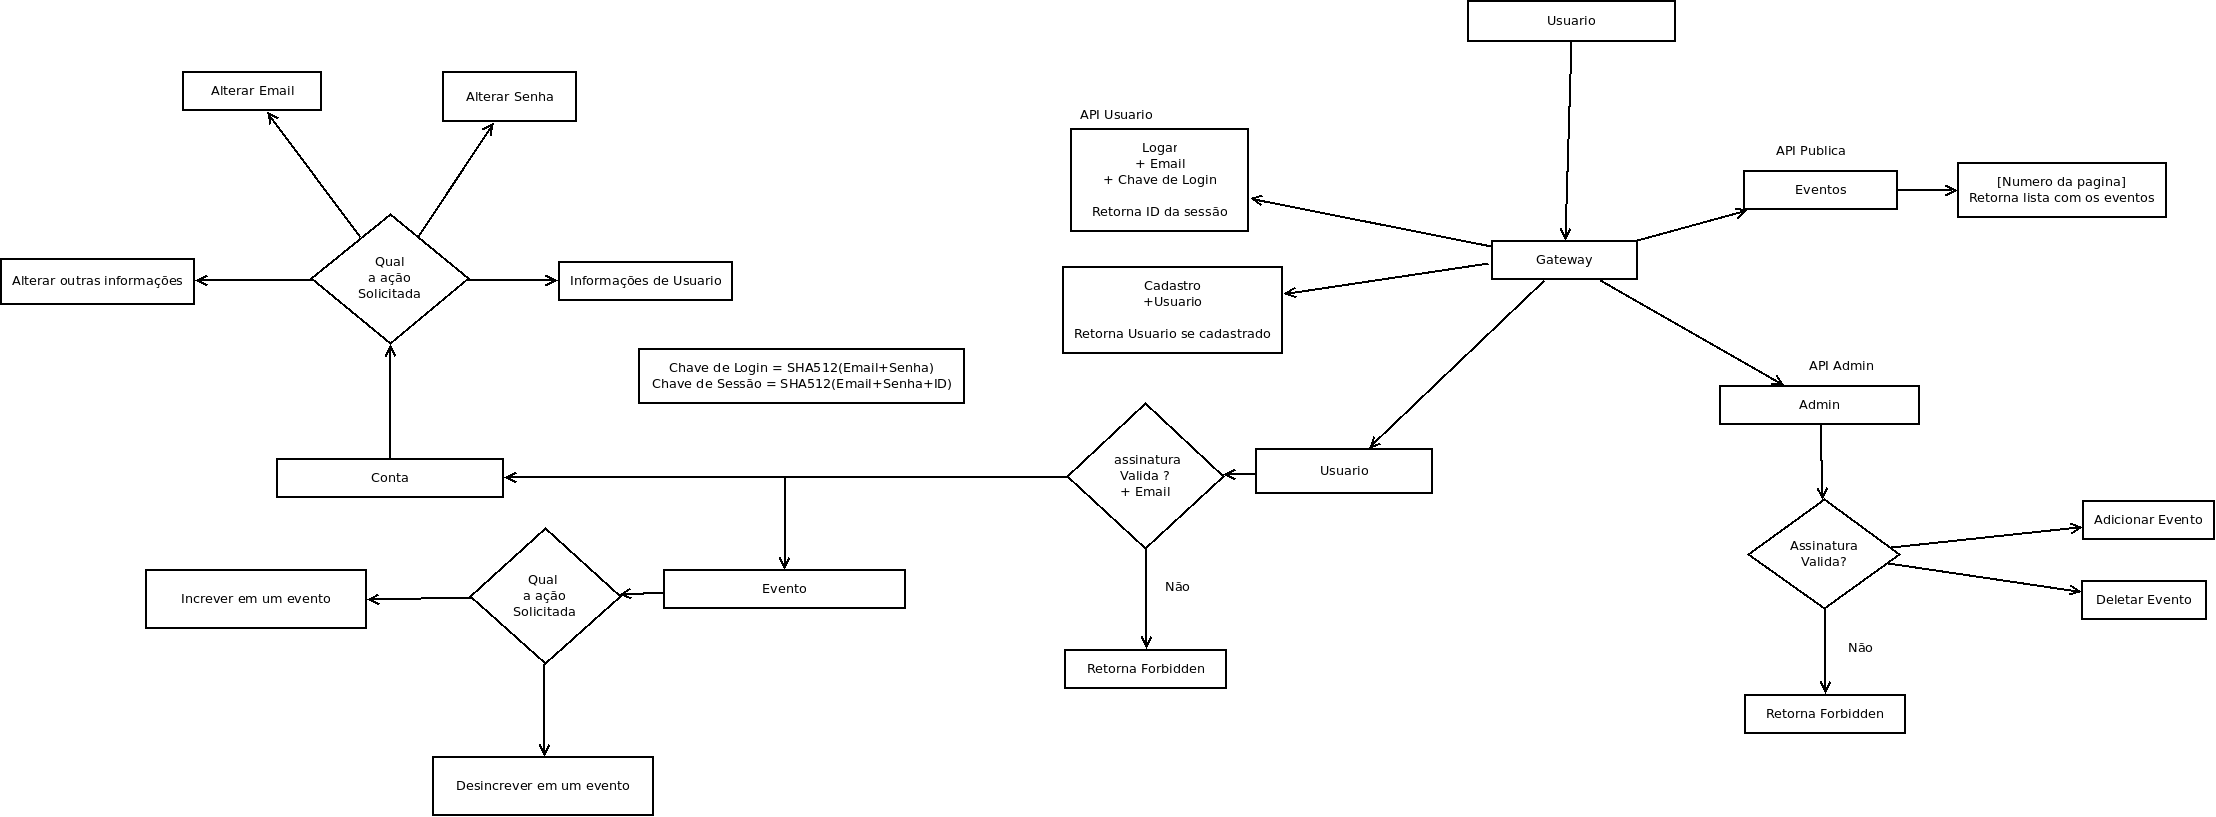 Usuario
Alterar Email
Alterar Senha
API Usuario
Logar
+ Email
+ Chave de Login
Retorna ID da sessão
API Publica
Eventos
[Numero da pagina]
Retorna lista com os eventos
Gateway
Qual
a ação
Solicitada
Alterar outras informações
Informações de Usuario
Cadastro
+Usuario
Retorna Usuario se cadastrado
Chave de Login = SHA512(Email+Senha)
Chave de Sessão = SHA512(Email+Senha+ID)
API Admin
Admin
Conta
assinatura
Valida ?
+ Email
Usuario
Assinatura
Valida?
Adicionar Evento
Deletar Evento
Increver em um evento
Qual
a ação
Solicitada
Evento
Não
Retorna Forbidden
Não
Retorna Forbidden
Desincrever em um evento